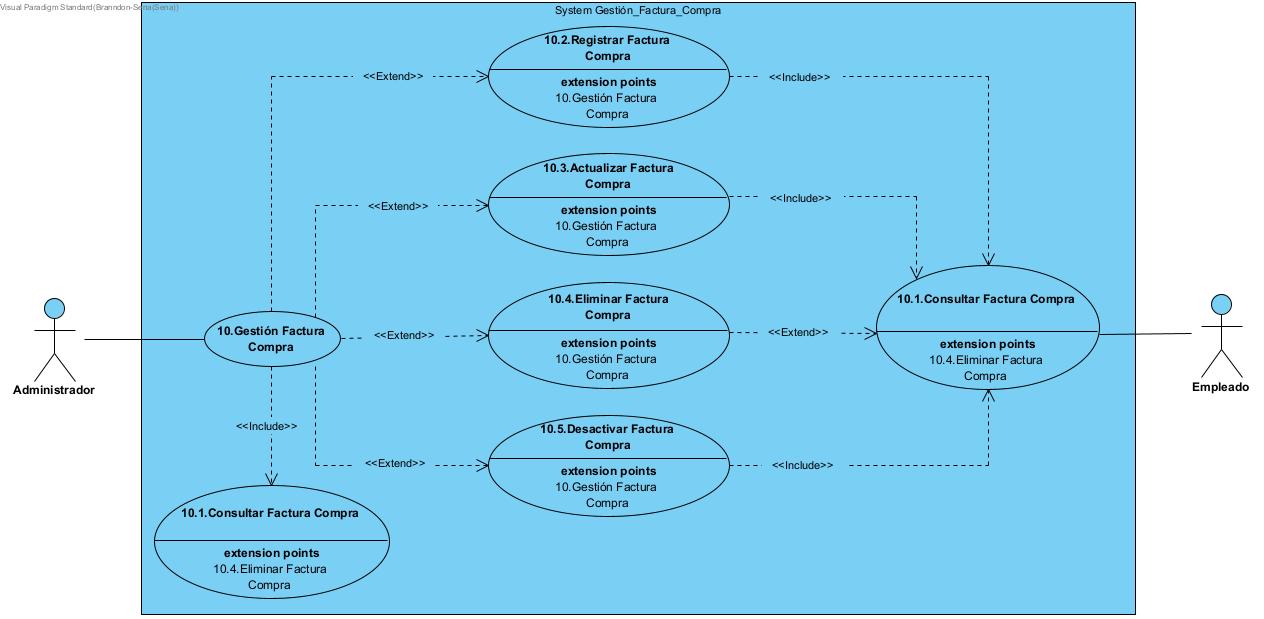 Visual Paradigm Standard(Branndon-Sena(Sena))
System Gestión_Factura_Compra
10.2.Registrar Factura
Compra
extension points
10.Gestión Factura
Compra
<<Extend>>
<<Include>>
10.3.Actualizar Factura
Compra
extension points
10.Gestión Factura
Compra
<<Extend>>
<<Include>>
10.4.Eliminar Factura
Compra
extension points
10.Gestión Factura
Compra
<<Extend>>
<<Extend>>
10.1.Consultar Factura Compra
extension points
10.4.Eliminar Factura
Compra
10.Gestión Factura
Compra
Administrador
Empleado
<<Include>>
10.5.Desactivar Factura
Compra
extension points
10.Gestión Factura
Compra
<<Extend>>
<<Include>>
10.1.Consultar Factura Compra
extension points
10.4.Eliminar Factura
Compra